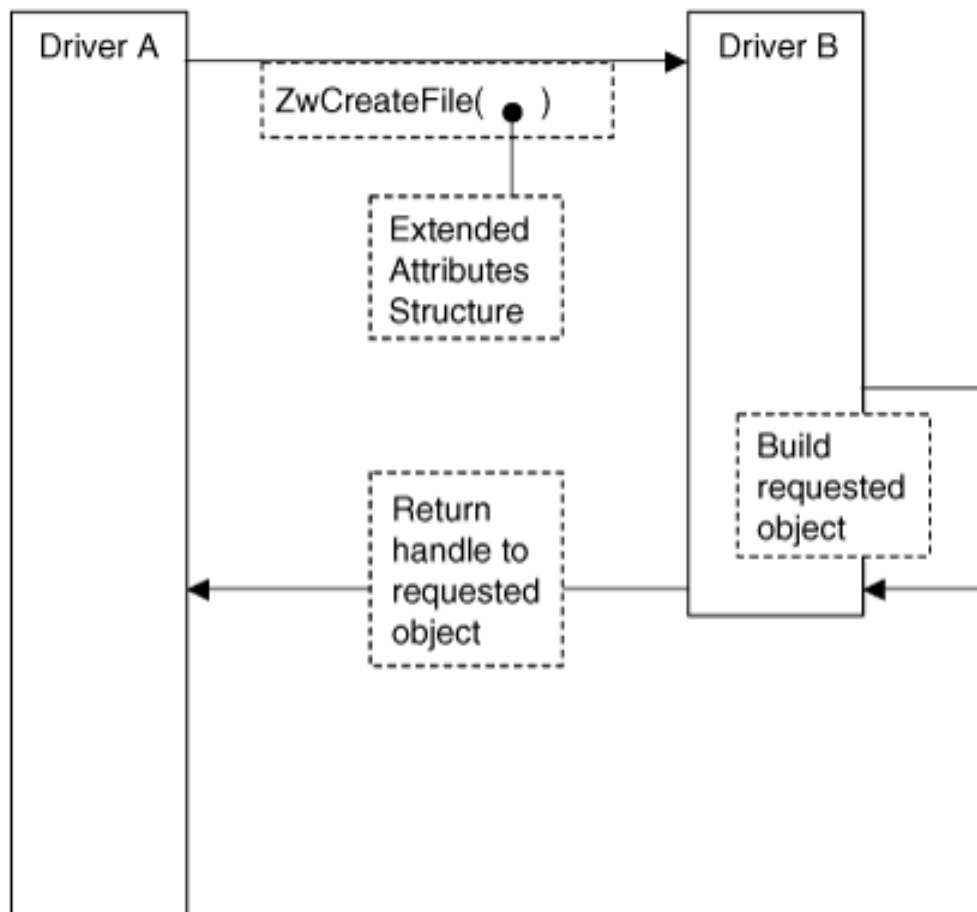 Driver A
Driver B
ZwCreateFile( )
Extended
Attributes
Structure
Build
requested
object
Return
handle to
requested
object